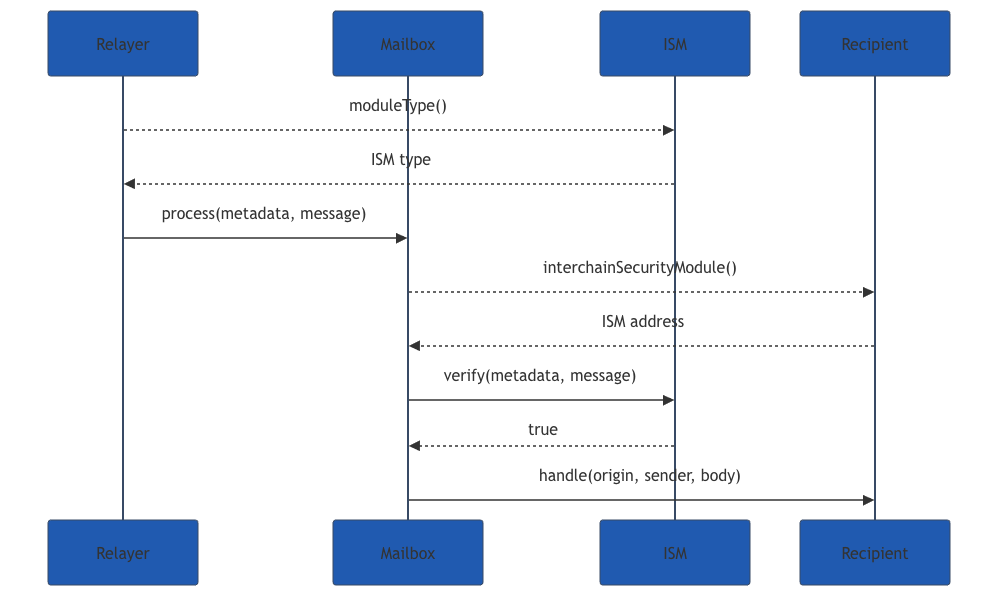 Relayer
Mailbox
ISM
Recipient
moduleType()
ISM type
process(metadata, message)
interchainSecurityModule()
ISM address
verify(metadata, message)
true
handle(origin, sender, body)
Relayer
Mailbox
ISM
Recipient